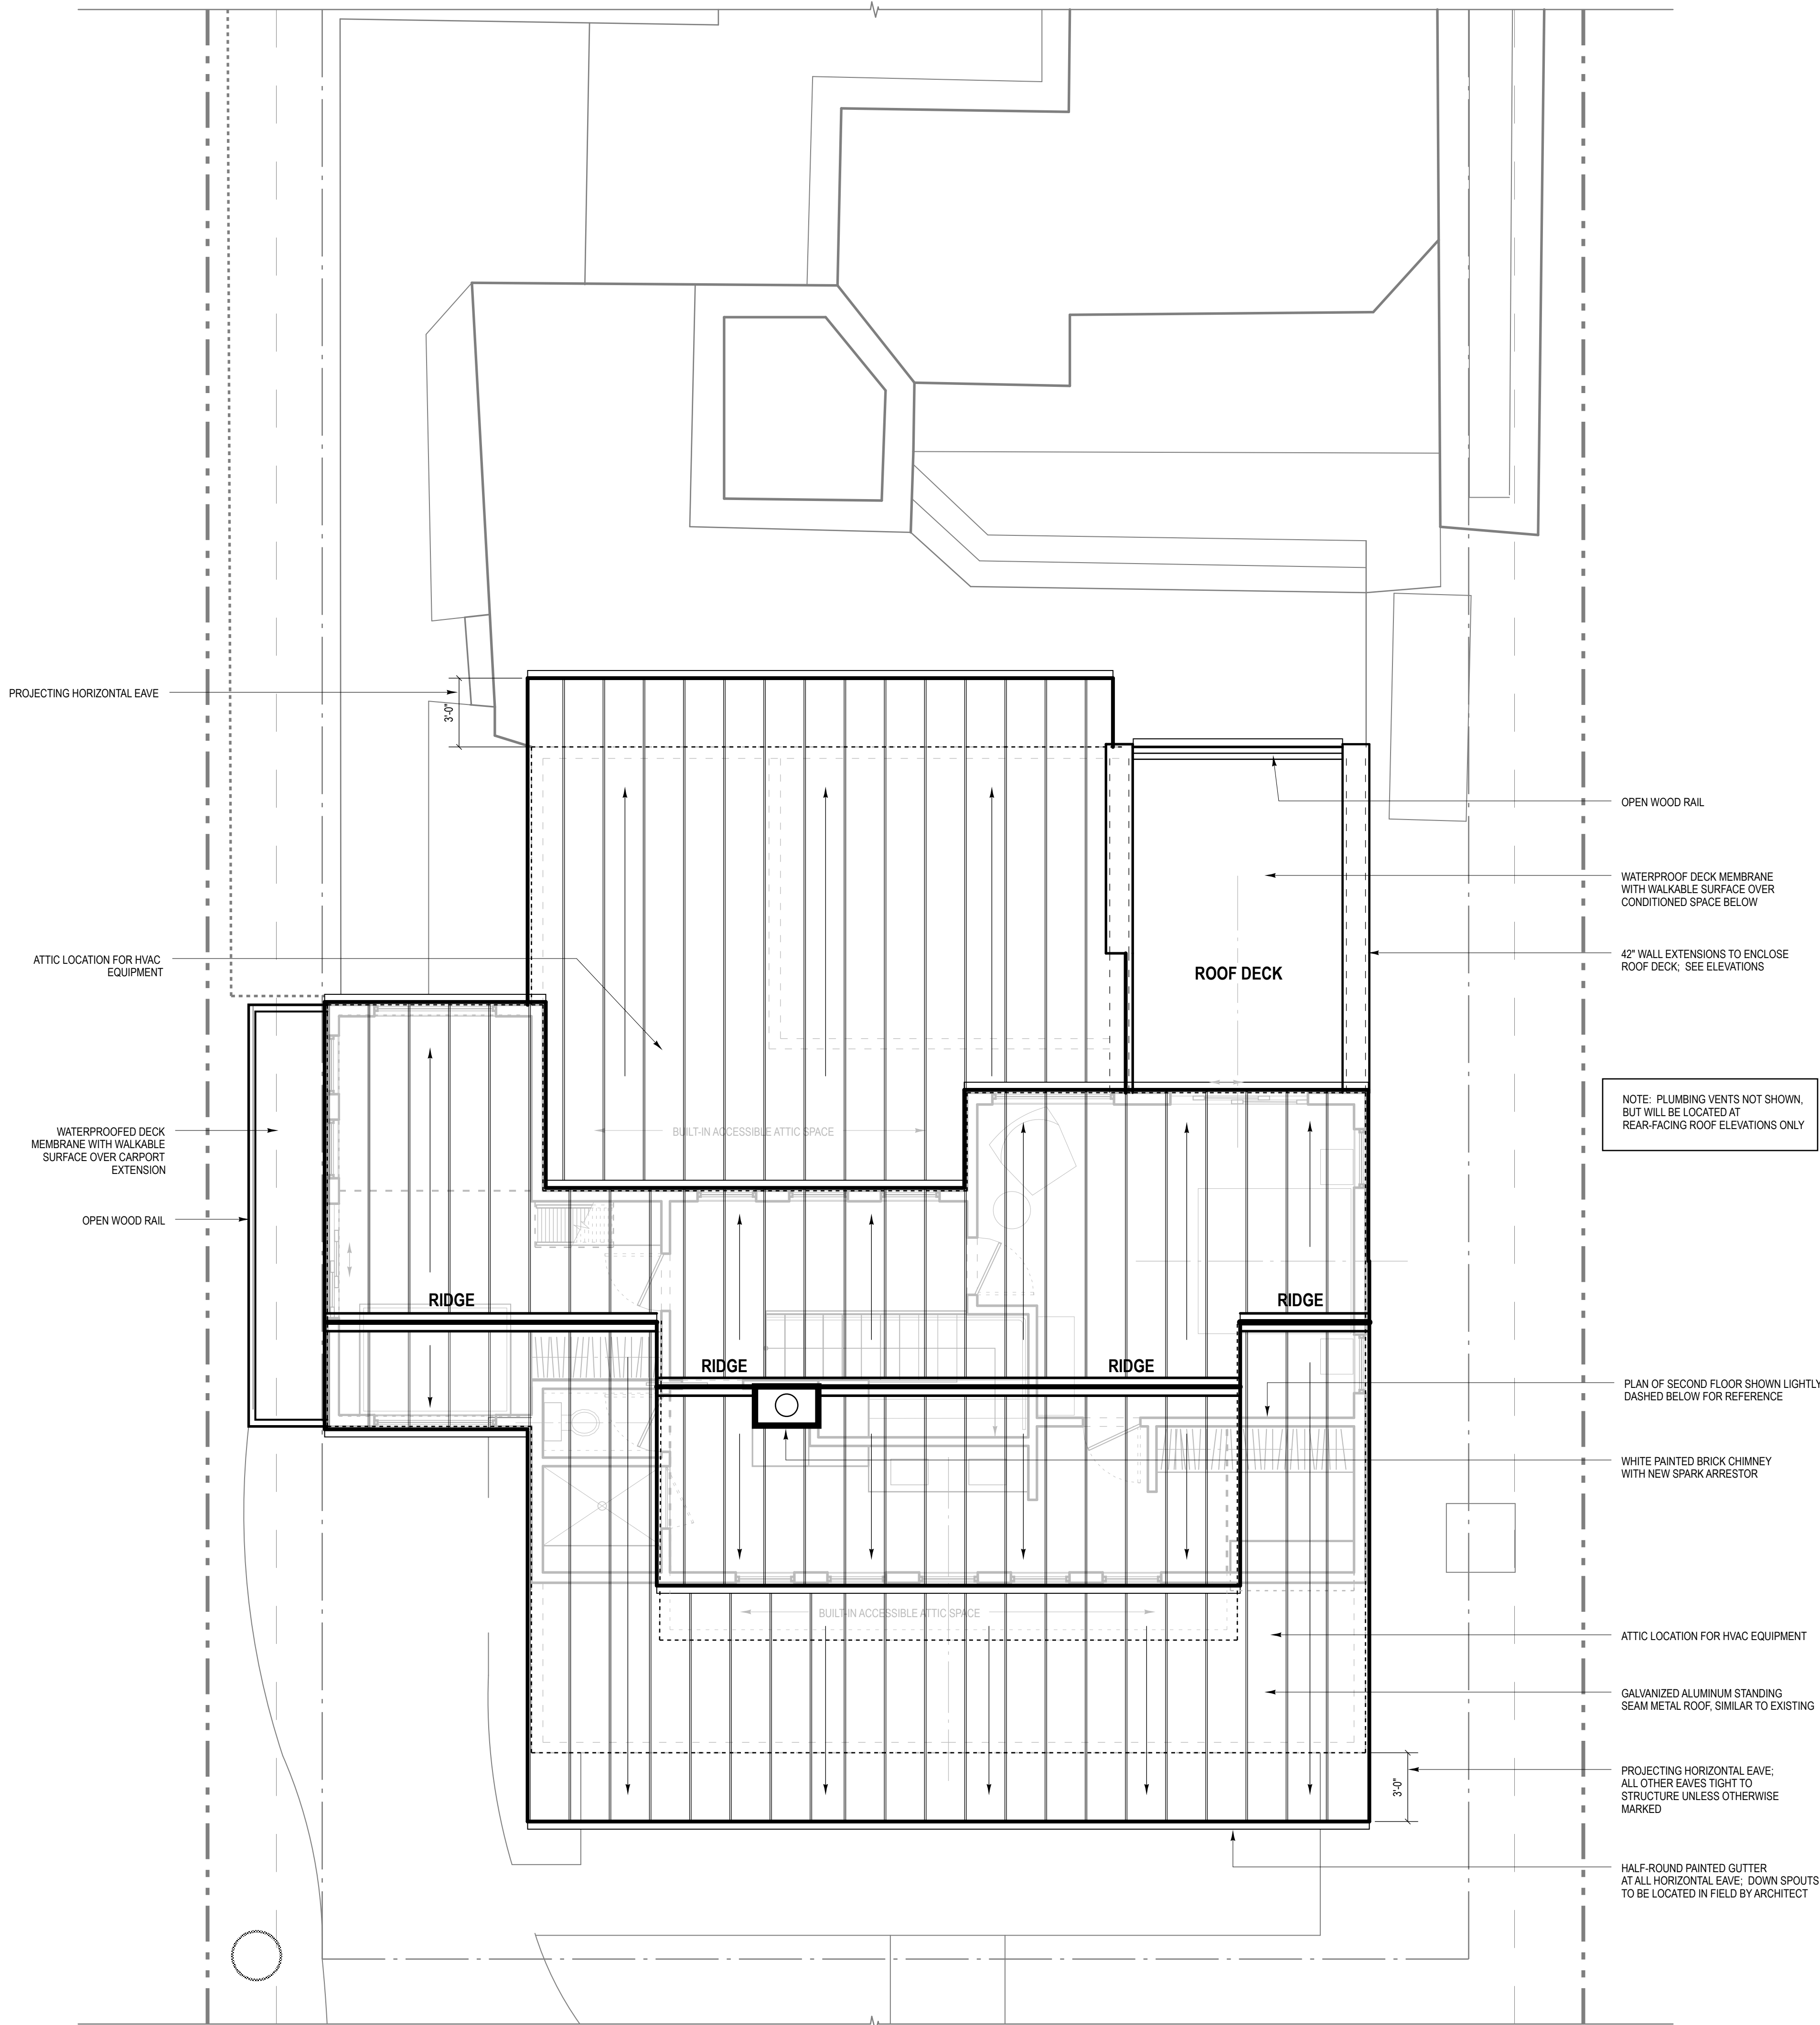 PROJECTING HORIZONTAL EAVE
3'-0"
OPEN WOOD RAIL
WATERPROOF DECK MEMBRANE
WITH WALKABLE SURFACE OVER
CONDITIONED SPACE BELOW
ATTIC LOCATION FOR HVAC
EQUIPMENT
42" WALL EXTENSIONS TO ENCLOSE
ROOF DECK; SEE ELEVATIONS
ROOF DECK
NOTE: PLUMBING VENTS NOT SHOWN,
BUT WILL BE LOCATED AT
REAR-FACING ROOF ELEVATIONS ONLY
WATERPROOFED DECK
MEMBRANE WITH WALKABLE
SURFACE OVER CARPORT
EXTENSION
BUILT-IN ACCESSIBLE ATTIC SPACE
OPEN WOOD RAIL
RIDGE
RIDGE
RIDGE
RIDGE
PLAN OF SECOND FLOOR SHOWN LIGHTLY
DASHED BELOW FOR REFERENCE
WHITE PAINTED BRICK CHIMNEY
WITH NEW SPARK ARRESTOR
BUILT-IN ACCESSIBLE ATTIC SPACE
ATTIC LOCATION FOR HVAC EQUIPMENT
GALVANIZED ALUMINUM STANDING
SEAM METAL ROOF, SIMILAR TO EXISTING
3'-0"
PROJECTING HORIZONTAL EAVE;
ALL OTHER EAVES TIGHT TO
STRUCTURE UNLESS OTHERWISE
MARKED
HALF-ROUND PAINTED GUTTER
AT ALL HORIZONTAL EAVE; DOWN SPOUTS
TO BE LOCATED IN FIELD BY ARCHITECT